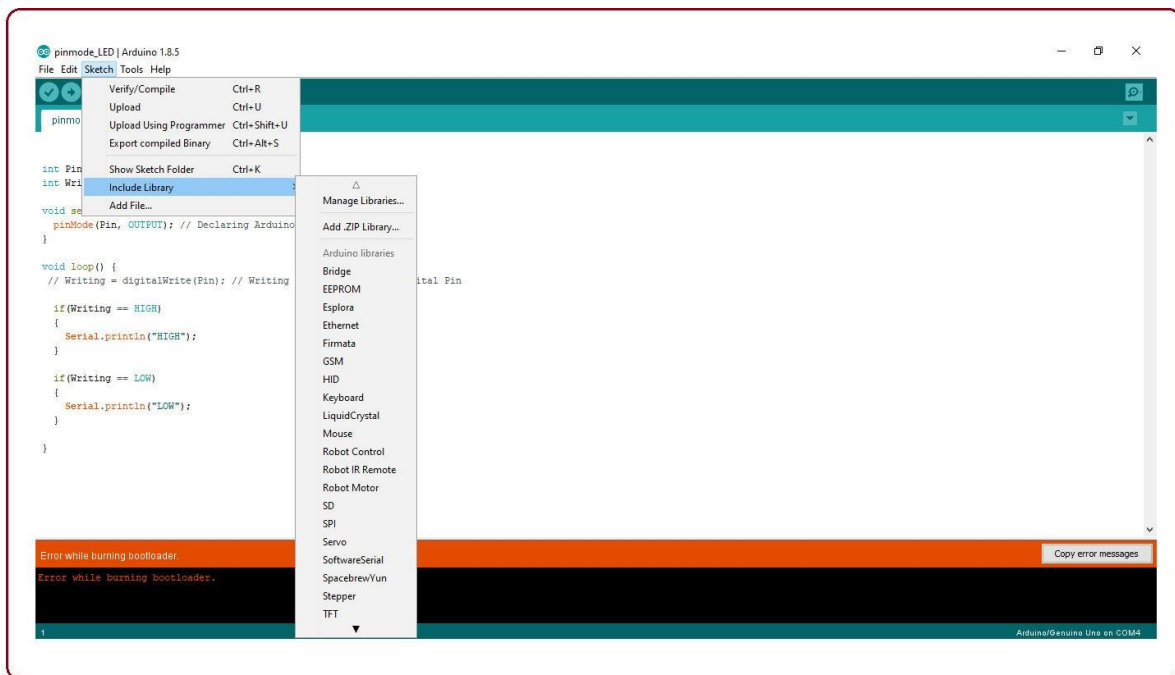 pinmode_LED | Arduino 1.8.5
File Edit Sketch Tools Help
Verify/Compile Ctrl+R
Upload Ctrl+U
pinmo
Upload Using Programmer Ctrl+Shift+U
Export compiled Binary Ctrl+Alt+S
Show Sketch Folder Ctrl+K
Include Library
Add File...
Manage Libraries...
Add .ZIP Library...
Arduino libraries
Bridge
EEPROM
Esplora
Ethernet
Firmata
GSM
HID
Keyboard
LiquidCrystal
Mouse
Robot Control
Robot IR Remote
Robot Motor
SD
SPI
Servo
SoftwareSerial
SpacebrewYun
Stepper
TFT
int Pin
int Wri
void se
pinMode(Pin, OUTPUT); // Declaring Arduino
}
void loop() {
// Writing = digitalWrite(Pin); // Writing ital Pin
if(Writing == HIGH)
{
Serial.println("HIGH");
}
if(Writing == LOW)
{
Serial.println("LOW");
}
}
Error while burning bootloader.
Copy error messages
Error while burning bootloader.
1
Arduino/Genuino Uno on COM4